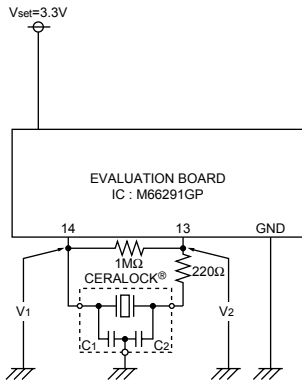 Vset=3.3V
EVALUATION BOARD
IC : M66291GP
14 13 GND
1MΩ
CERALOCK®
220Ω
V1 V2
C1 C2